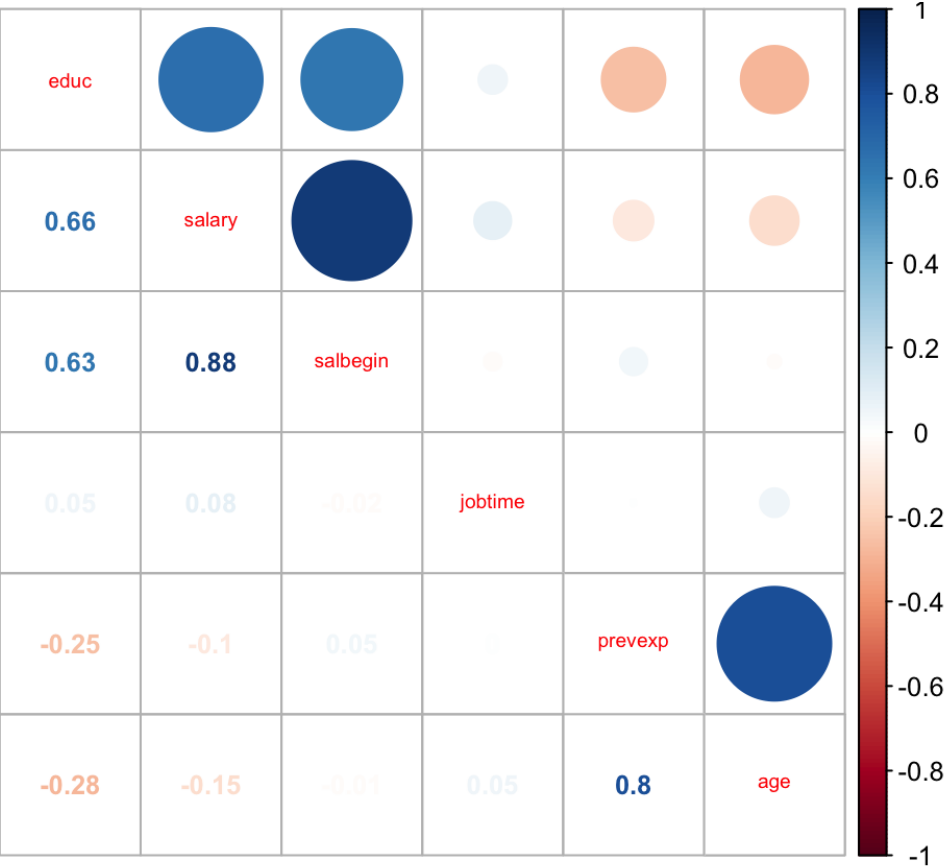 1
educ
0.8
0.6
0.66 salary
0.4
0.2
0.63 0.88 salbegin
0
0.05 0.08 -0.02 jobtime
-0.2
-0.4
-0.25 -0.1 0.05 0 prevexp
-0.6
-0.8
-0.28 -0.15 -0.01 0.05 0.8 age
-1